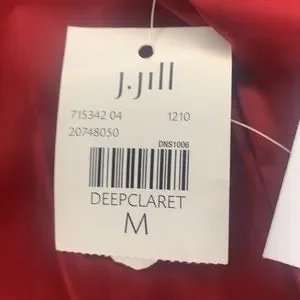 J.Jill
715342 04 1210
20748050
DNS1006
DEEPCLARET
M